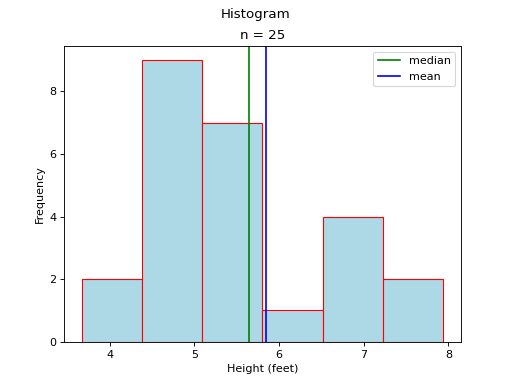 Histogram
n = 25
median
mean
Frequency
8
6
4
2
0
4 5 6 7 8
Height (feet)